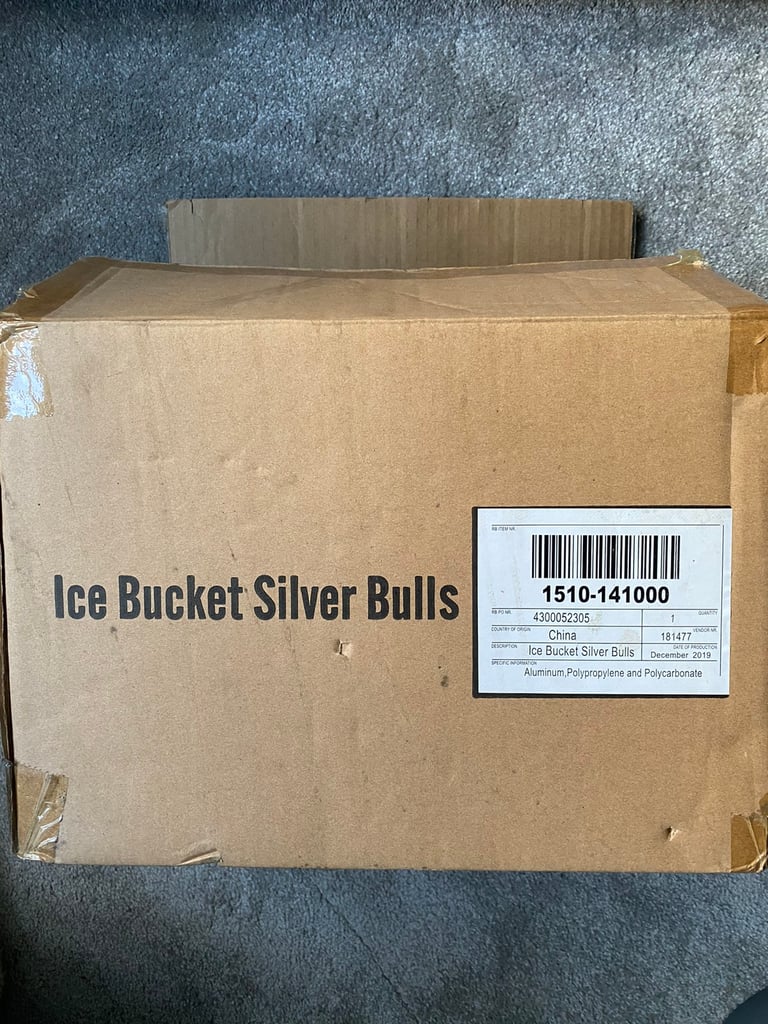 Ice Bucket Silver Bulls
RB ITEM NR.
1510-141000
RB PO NR. 4300052305 QUANTITY 1
COUNTRY OF ORIGIN China VENDOR NR. 181477
DESCRIPTION Ice Bucket Silver Bulls DATE OF PRODUCTION December 2019
SPECIFIC INFORMATION
Aluminum,Polypropylene and Polycarbonate